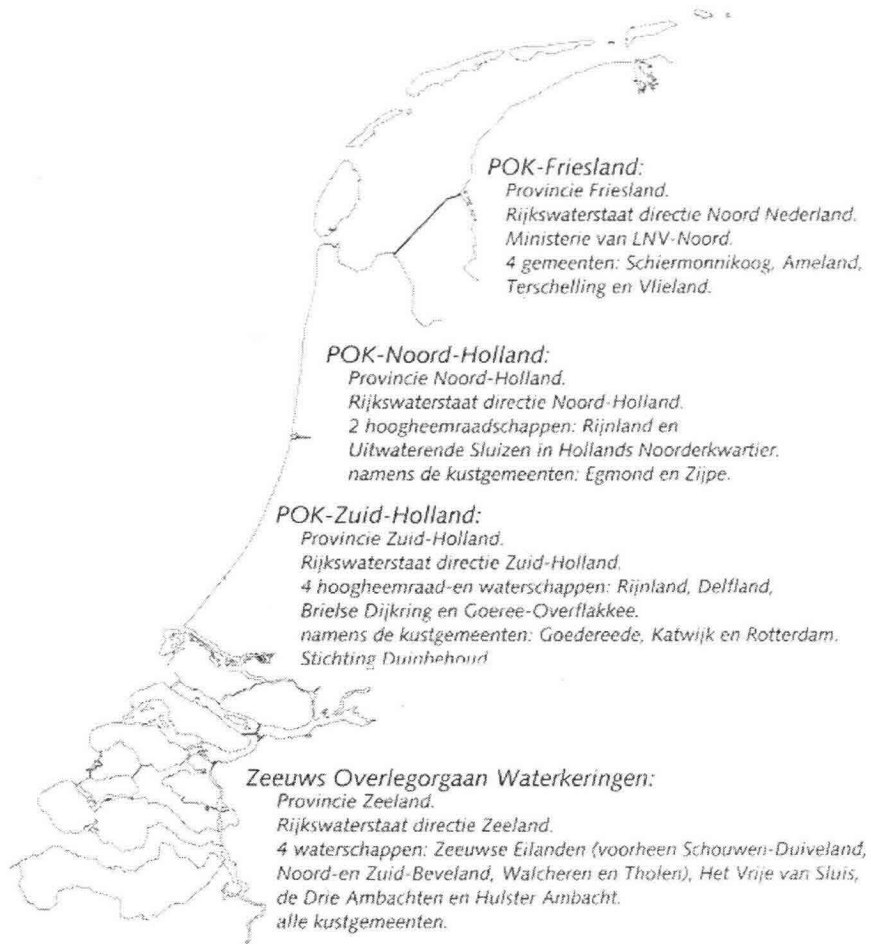 POK-Friesland:
Provincie Friesland.
Rijkswaterstaat directie Noord Nederland.
Ministerie van LNV-Noord.
4 gemeenten: Schiermonnikoog, Ameland,
Terschelling en Vlieland.
POK-Noord-Holland:
Provincie Noord-Holland.
Rijkswaterstaat directie Noord-Holland.
2 hoogheemraadschappen: Rijnland en
Uitwaterende Sluizen in Hollands Noorderkwartier.
namens de kustgemeenten: Egmond en Zijpe.
POK-Zuid-Holland:
Provincie Zuid-Holland.
Rijkswaterstaat directie Zuid-Holland.
4 hoogheemraad-en waterschappen: Rijnland, Delfland,
Brielse Dijkring en Goeree-Overflakkee.
namens de kustgemeenten: Goedereede, Katwijk en Rotterdam.
Stichting Duinbehoud
Zeeuws Overlegorgaan Waterkeringen:
Provincie Zeeland.
Rijkswaterstaat directie Zeeland.
4 waterschappen: Zeeuwse Eilanden (voorheen Schouwen-Duiveland,
Noord-en Zuid-Beveland, Walcheren en Tholen), Het Vrije van Sluis,
de Drie Ambachten en Hulster Ambacht.
alle kustgemeenten.